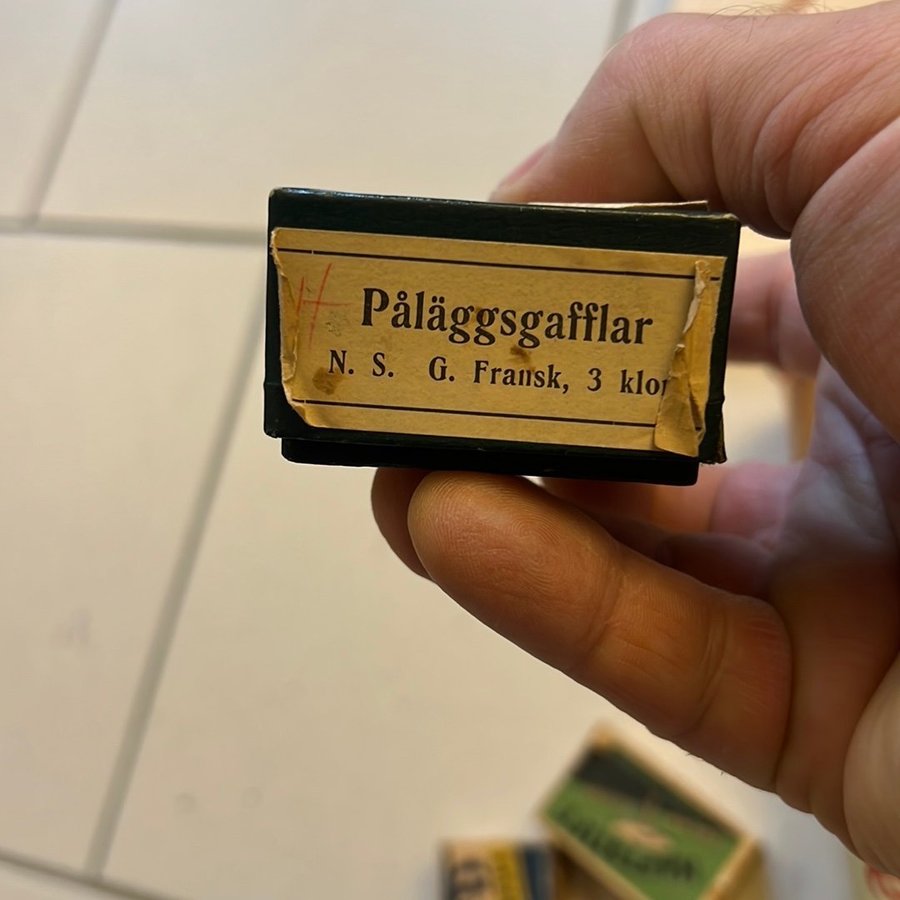 Påläggsgafflar
N. S. G. Fransk, 3 klor